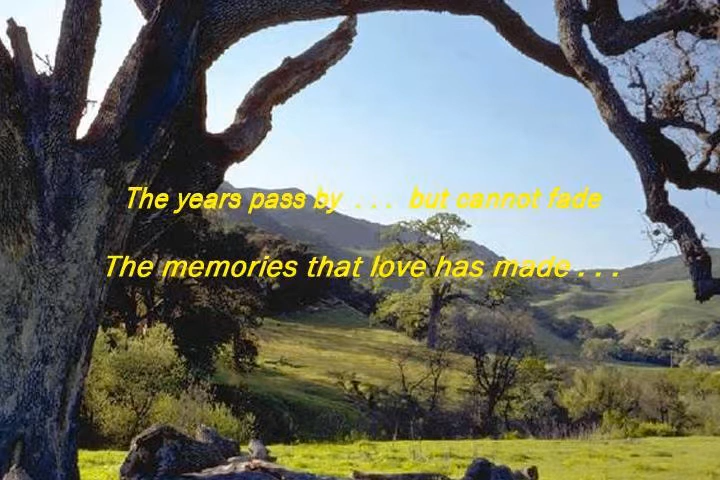 The years pass by . . . but cannot fade
The memories that love has made . . .